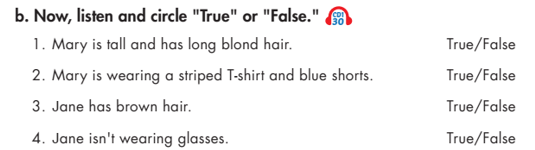 b. Now, listen and circle "True" or "False." CD1 30
1. Mary is tall and has long blond hair. True/False
2. Mary is wearing a striped T-shirt and blue shorts. True/False
3. Jane has brown hair. True/False
4. Jane isn't wearing glasses. True/False